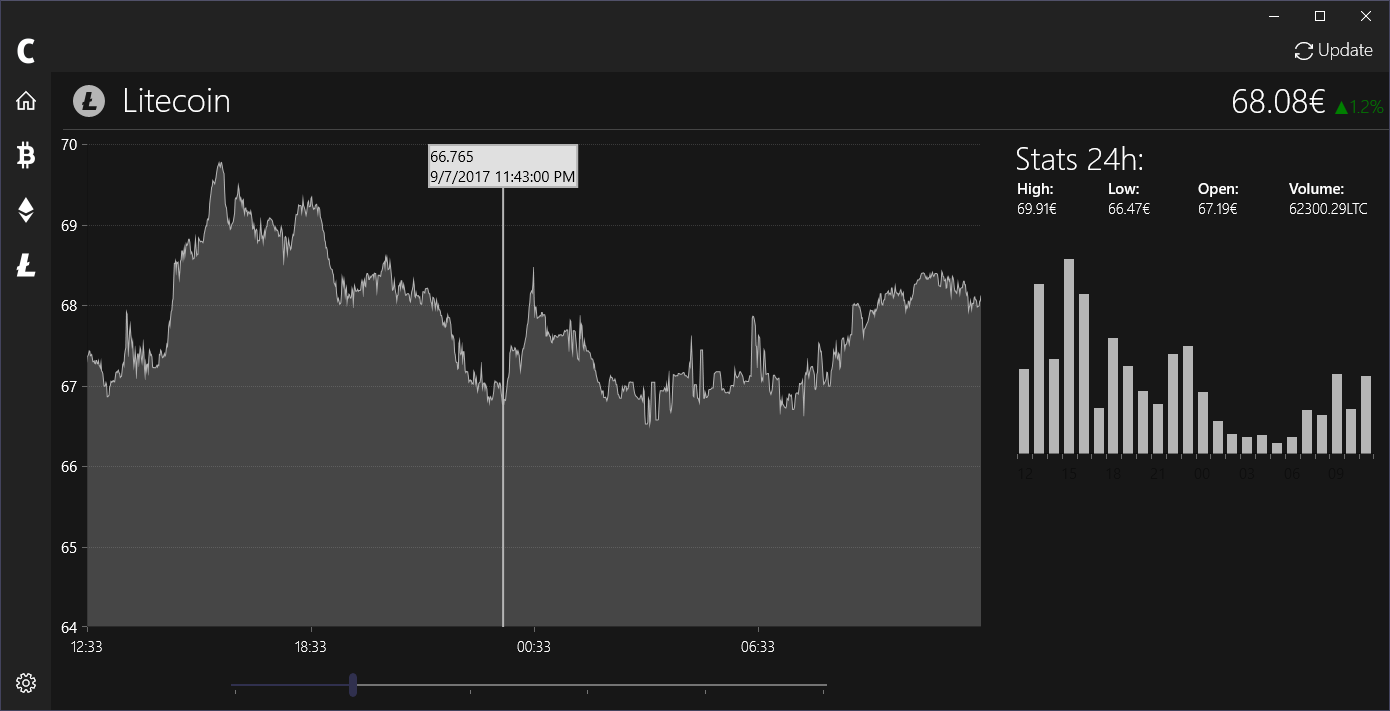 C
Update
Litecoin
68.08€ ▲1.2%
70
69
68
67
66
65
64
66.765
9/7/2017 11:43:00 PM
12:33 18:33 00:33 06:33
Stats 24h:
High: Low: Open: Volume:
69.91€ 66.47€ 67.19€ 62300.29LTC
12 15 18 21 00 03 06 09